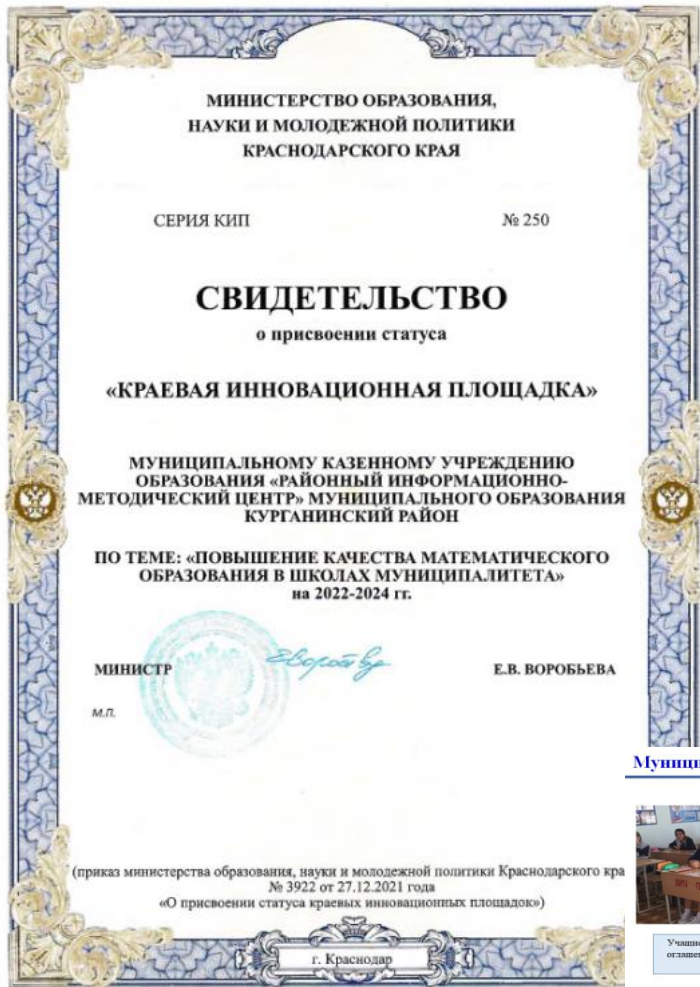 МИНИСТЕРСТВО ОБРАЗОВАНИЯ,
НАУКИ И МОЛОДЕЖНОЙ ПОЛИТИКИ
КРАСНОДАРСКОГО КРАЯ
СЕРИЯ КИП № 250
СВИДЕТЕЛЬСТВО
о присвоении статуса
«КРАЕВАЯ ИННОВАЦИОННАЯ ПЛОЩАДКА»
МУНИЦИПАЛЬНОМУ КАЗЕННОМУ УЧРЕЖДЕНИЮ
ОБРАЗОВАНИЯ «РАЙОННЫЙ ИНФОРМАЦИОННО-
МЕТОДИЧЕСКИЙ ЦЕНТР» МУНИЦИПАЛЬНОГО ОБРАЗОВАНИЯ
КУРГАНИНСКИЙ РАЙОН
ПО ТЕМЕ: «ПОВЫШЕНИЕ КАЧЕСТВА МАТЕМАТИЧЕСКОГО
ОБРАЗОВАНИЯ В ШКОЛАХ МУНИЦИПАЛИТЕТА»
на 2022-2024 гг.
МИНИСТР Е.В. ВОРОБЬЕВА
М.П.
Муници
(приказ министерства образования, науки и молодежной политики Краснодарского кра
№ 3922 от 27.12.2021 года
«О присвоении статуса краевых инновационных площадок»)
г. Краснодар